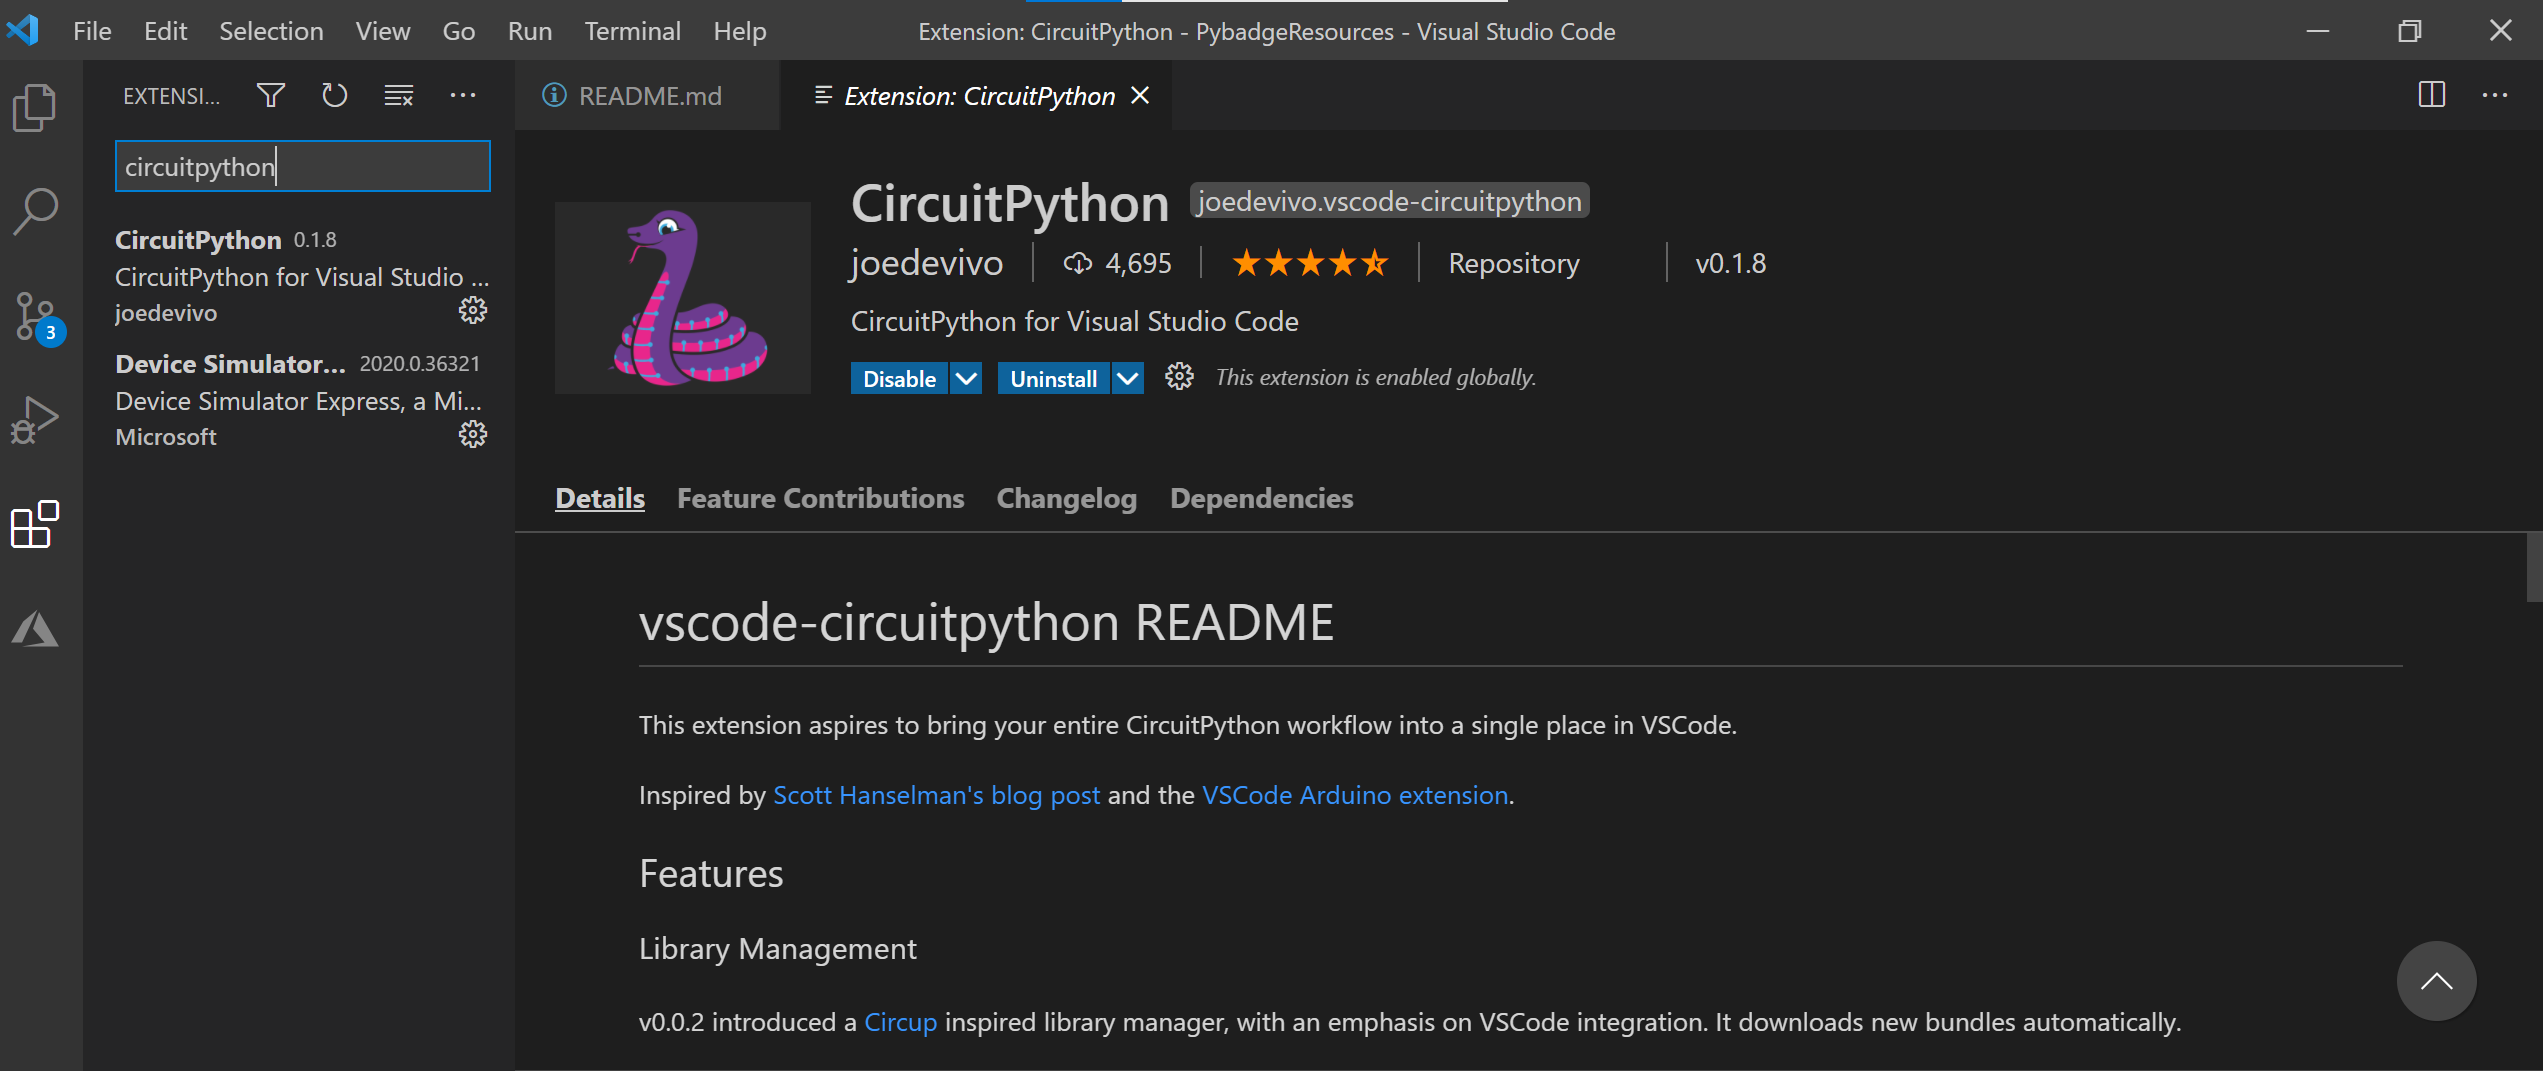 File Edit Selection View Go Run Terminal Help
Extension: CircuitPython - PybadgeResources - Visual Studio Code
EXTENSI...
circuitpython
CircuitPython 0.1.8
CircuitPython for Visual Studio ...
joedevivo
3
Device Simulator... 2020.0.36321
Device Simulator Express, a Mi...
Microsoft
README.md
Extension: CircuitPython
CircuitPython joedevivo.vscode-circuitpython
joedevivo 4,695 Repository v0.1.8
CircuitPython for Visual Studio Code
Disable Uninstall This extension is enabled globally.
Details Feature Contributions Changelog Dependencies
vscode-circuitpython README
This extension aspires to bring your entire CircuitPython workflow into a single place in VSCode.
Inspired by Scott Hanselman's blog post and the VSCode Arduino extension.
Features
Library Management
v0.0.2 introduced a Circup inspired library manager, with an emphasis on VSCode integration. It downloads new bundles automatically.